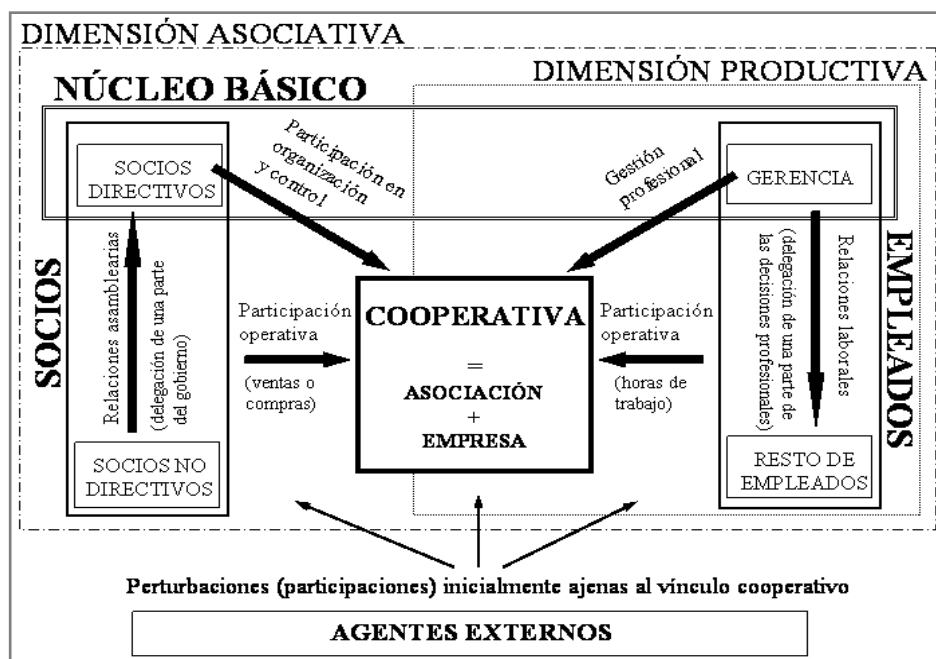 DIMENSIÓN ASOCIATIVA
DIMENSIÓN PRODUCTIVA
NÚCLEO BÁSICO
SOCIOS
DIRECTIVOS
Participación en
organización
y control
Gestión
profesional
GERENCIA
SOCIOS
Relaciones asamblearias
(delegación de una parte
del gobierno)
Participación
operativa
(ventas o
compras)
COOPERATIVA
=
ASOCIACIÓN
+
EMPRESA
Participación
operativa
(horas de
trabajo)
Relaciones laborales
(delegación de una parte de
las decisiones profesionales)
EMPLEADOS
SOCIOS NO
DIRECTIVOS
RESTO DE
EMPLEADOS
Perturbaciones (participaciones) inicialmente ajenas al vínculo cooperativo
AGENTES EXTERNOS